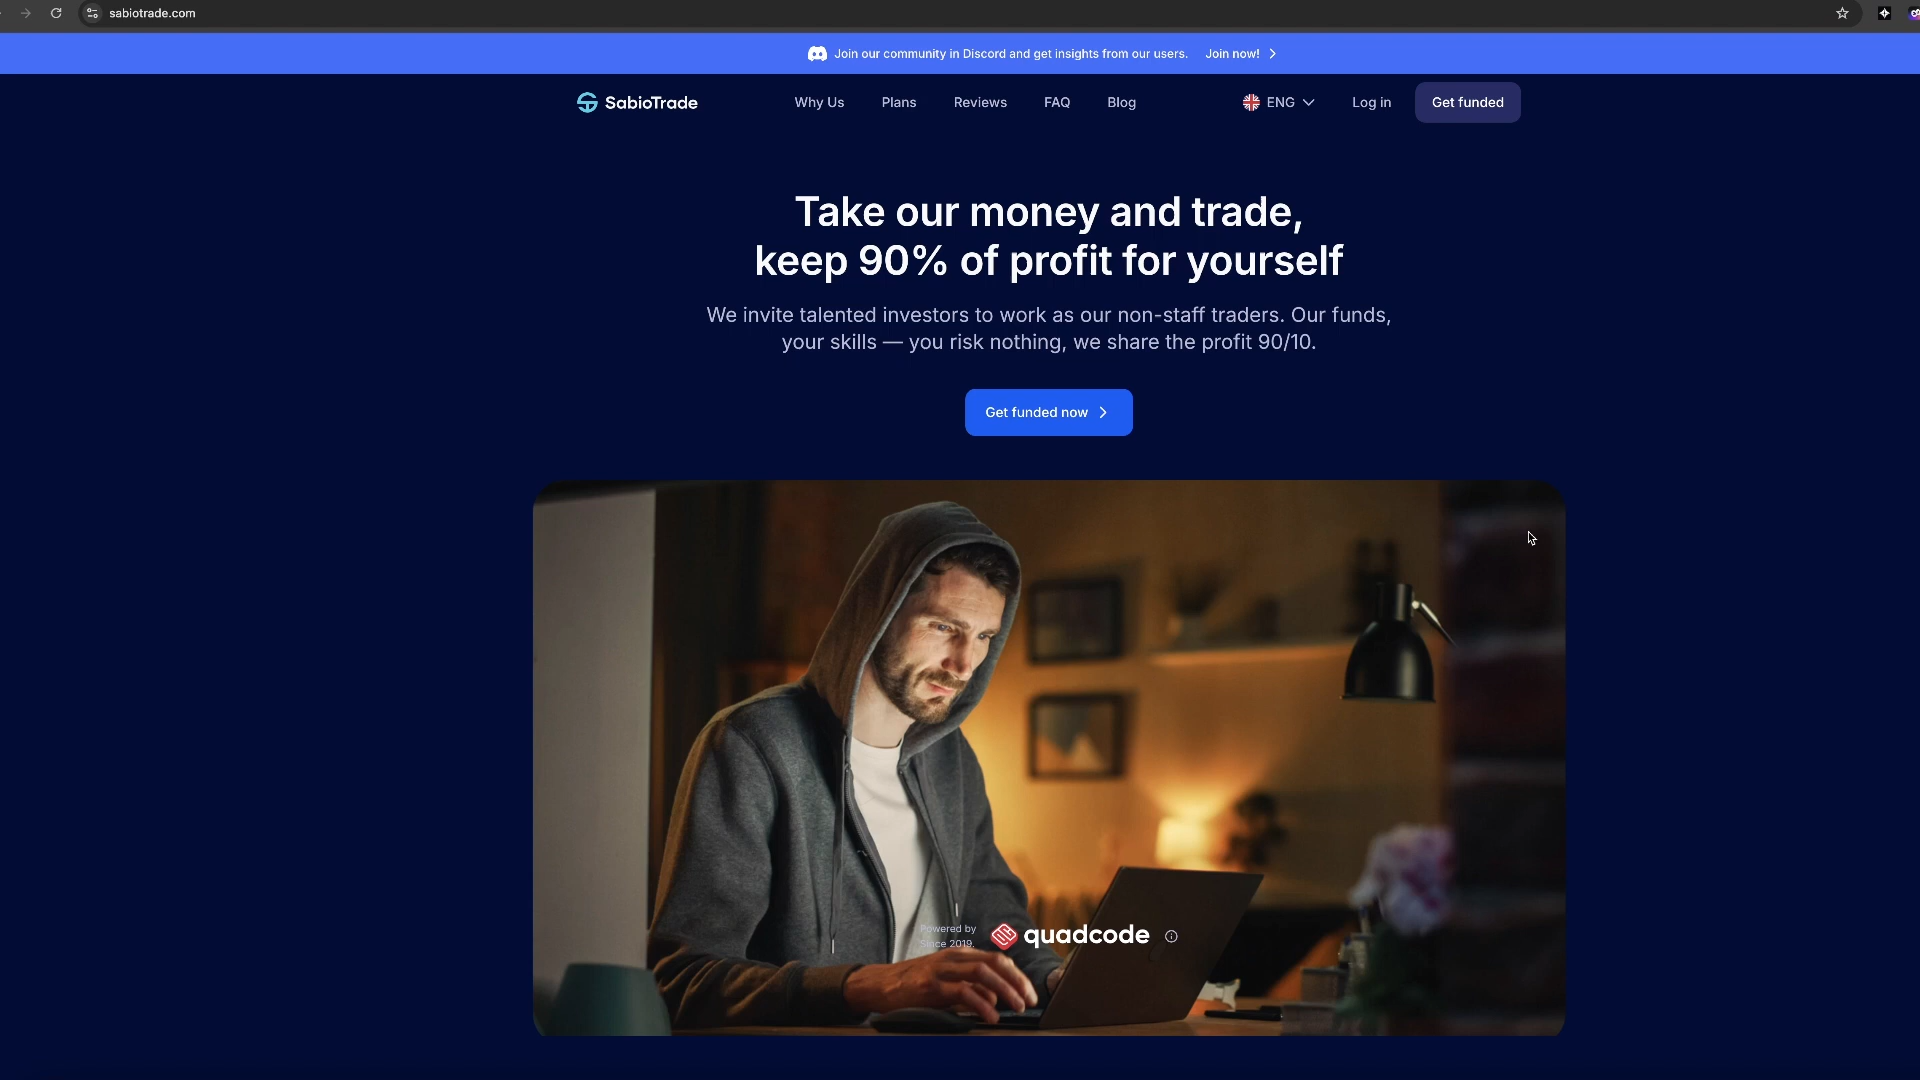 sabiotrade.com
Join our community in Discord and get insights from our users. Join now!
SabioTrade Why Us Plans Reviews FAQ Blog ENG Log in Get funded
Take our money and trade,
keep 90% of profit for yourself
We invite talented investors to work as our non-staff traders. Our funds,
your skills — you risk nothing, we share the profit 90/10.
Get funded now
Powered by
Since 2019.
quadcode